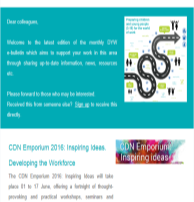 Dear colleagues,
Welcome to the latest edition of the monthly DYW
e-bulletin which aims to support your work in this area
through sharing up-to-date information, news, resources
etc.
Please forward to those who may be interested.
Received this from someone else? Sign up to receive this
directly
CDN Emporium 2016: Inspiring Ideas.
Developing the Workforce
The CDN Emporium 2016: Inspiring Ideas will take
place 01 to 17 June, offering a fortnight of thought-
provoking and practical workshops, seminars and
CDN Emporium
Inspiring Ideas